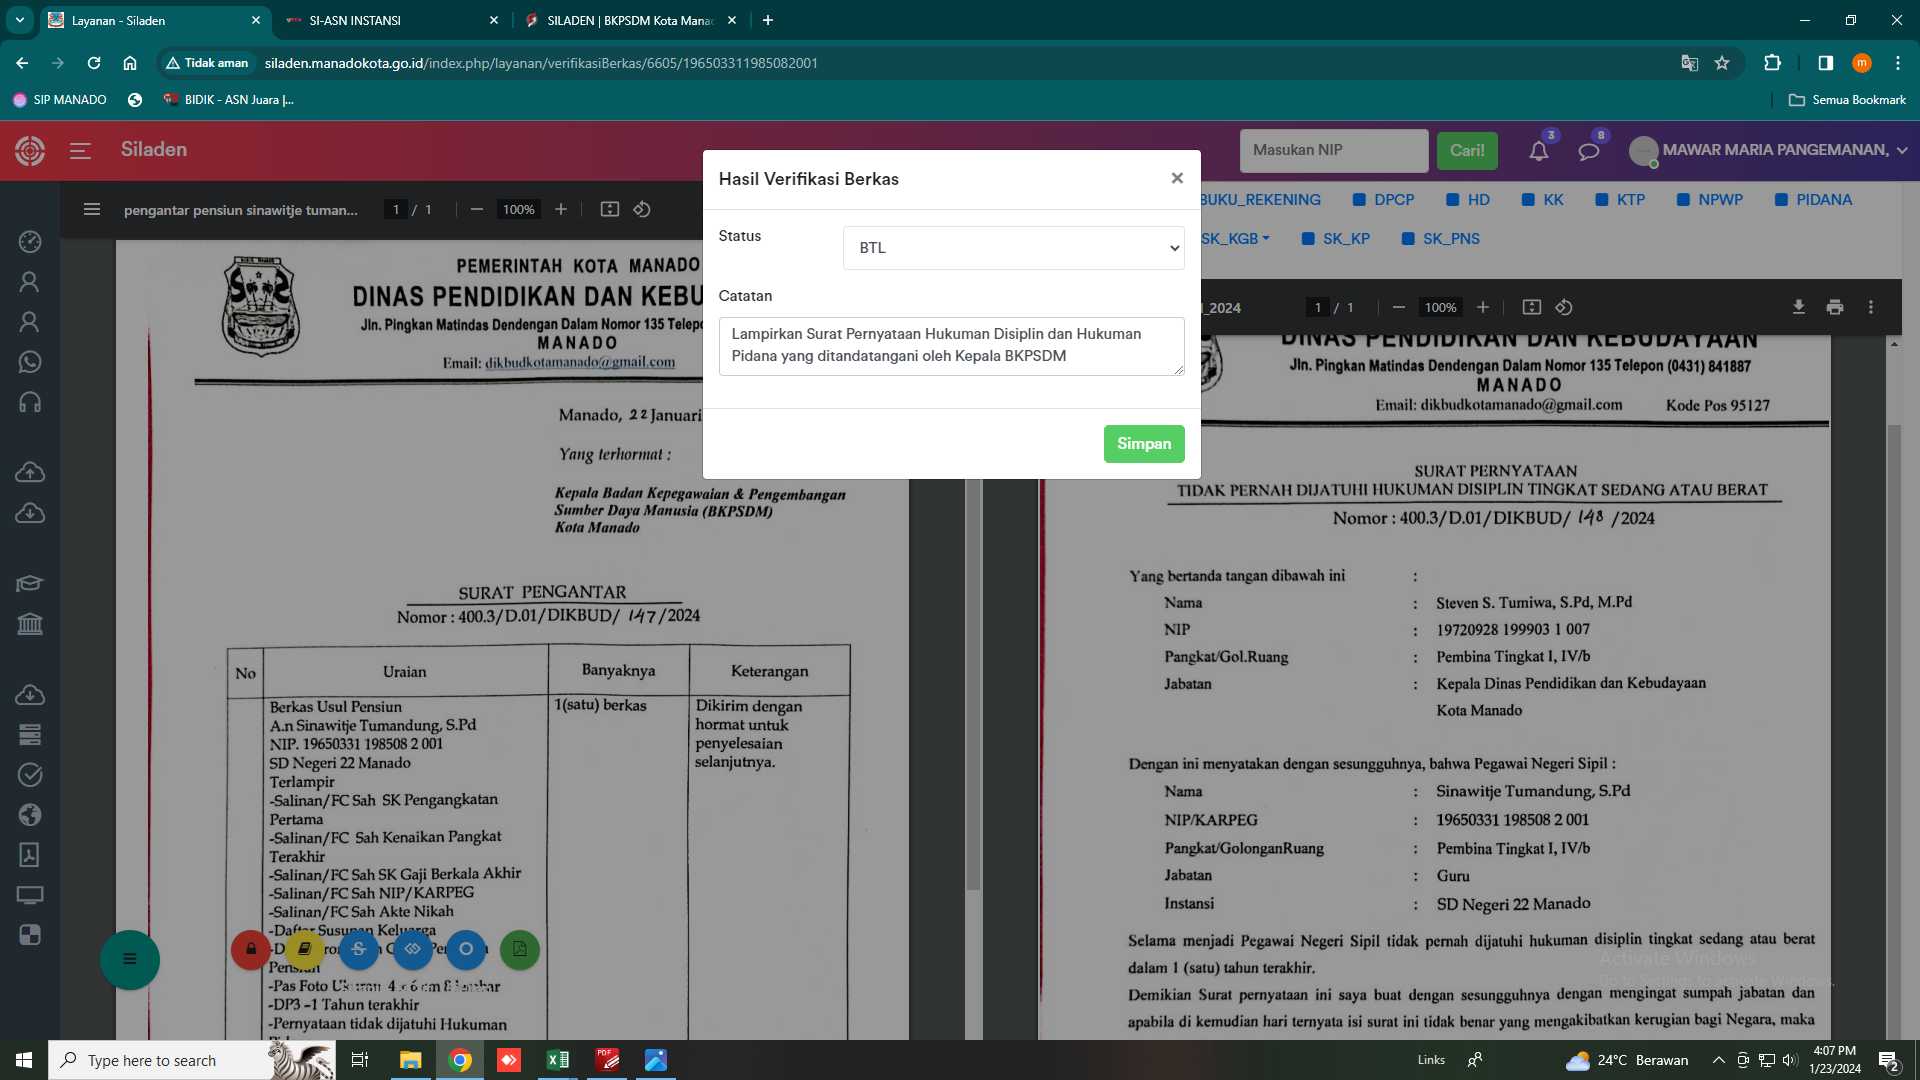 Layanan - Siladen
SI-ASN INSTANSI
SILADEN | BKPSDM Kota Mana
Tidak aman
siladen.manadokota.go.id/index.php/layanan/verifikasiBerkas/6605/196503311985082001
m
SIP MANADO
BIDIK - ASN Juara |...
Semua Bookmark
Siladen
Masukan NIP
Cari!
3
8
MAWAR MARIA PANGEMANAN,
pengantar pensiun sinawitje tuman...
1 / 1
100%
PEMERINTAH KOTA MANADO
DINAS PENDIDIKAN DAN KEBU
Jln. Pingkan Matindas Dendengan Dalam Nomor 135 Telepo
MANADO
Email: dikbudkotamanado@gmail.com
Manado, 22 Januari
Yang terhormat :
Kepala Badan Kepegawaian & Pengembangan
Sumber Daya Manusia (BKPSDM)
Kota Manado
SURAT PENGANTAR
Nomor : 400.3/D.01/DIKBUD/ 147/2024
No
Uraian
Banyaknya
Keterangan
Berkas Usul Pensiun
A.n Sinawitje Tumandung, S.Pd
NIP. 19650331 198508 2 001
SD Negeri 22 Manado
Terlampir
-Salinan/FC Sah SK Pengangkatan
Pertama
-Salinan/FC Sah Kenaikan Pangkat
Terakhir
-Salinan/FC Sah SK Gaji Berkala Akhir
-Salinan/FC Sah NIP/KARPEG
-Salinan/FC Sah Akte Nikah
-Daftar Susunan Keluarga
Pensiun
-Pas Foto Ukuran 4 x 6 cm 8 lembar
-DP3 -1 Tahun terakhir
-Pernyataan tidak dijatuhi Hukuman
1(satu) berkas
Dikirim dengan
hormat untuk
penyelesaian
selanjutnya.
Hasil Verifikasi Berkas
×
Status
BTL
Catatan
Lampirkan Surat Pernyataan Hukuman Disiplin dan Hukuman
Pidana yang ditandatangani oleh Kepala BKPSDM
Simpan
BUKU_REKENING
DPCP
HD
KK
KTP
NPWP
PIDANA
SK_KGB
SK_KP
SK_PNS
_2024
1 / 1
100%
DINAS PENDIDIKAN DAN KEBUDAYAAN
Jln. Pingkan Matindas Dendengan Dalam Nomor 135 Telepon (0431) 841887
MANADO
Email: dikbudkotamanado@gmail.com Kode Pos 95127
SURAT PERNYATAAN
TIDAK PERNAH DIJATUHI HUKUMAN DISIPLIN TINGKAT SEDANG ATAU BERAT
Nomor : 400.3/D.01/DIKBUD/ 148 /2024
Yang bertanda tangan dibawah ini :
Nama : Steven S. Tumiwa, S.Pd, M.Pd
NIP : 19720928 199903 1 007
Pangkat/Gol.Ruang : Pembina Tingkat I, IV/b
Jabatan : Kepala Dinas Pendidikan dan Kebudayaan
Kota Manado
Dengan ini menyatakan dengan sesungguhnya, bahwa Pegawai Negeri Sipil :
Nama : Sinawitje Tumandung, S.Pd
NIP/KARPEG : 19650331 198508 2 001
Pangkat/GolonganRuang : Pembina Tingkat I, IV/b
Jabatan : Guru
Instansi : SD Negeri 22 Manado
Selama menjadi Pegawai Negeri Sipil tidak pernah dijatuhi hukuman disiplin tingkat sedang atau berat
dalam 1 (satu) tahun terakhir.
Demikian Surat pernyataan ini saya buat dengan sesungguhnya dengan mengingat sumpah jabatan dan
apabila di kemudian hari ternyata isi surat ini tidak benar yang mengakibatkan kerugian bagi Negara, maka
Activate Windows
Go to Settings to activate Windows.
Type here to search
Links
24°C Berawan
4:07 PM
1/23/2024
2